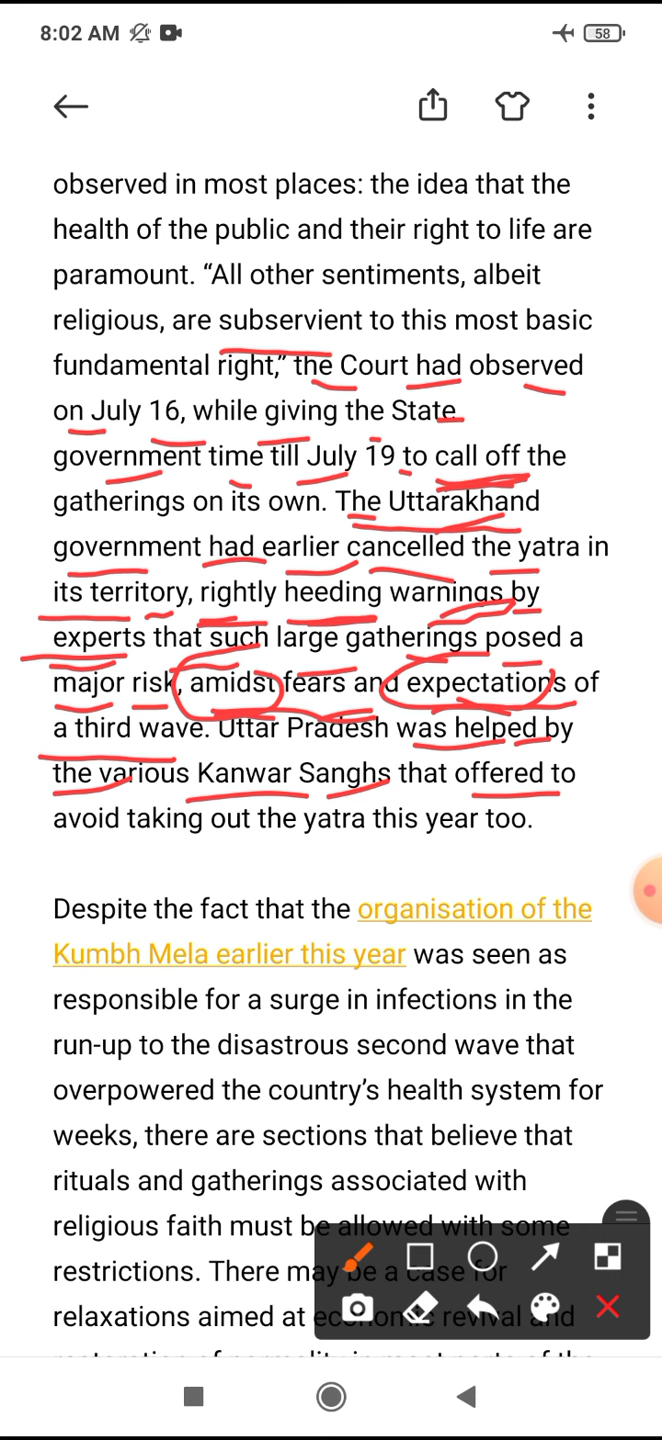 8:02 AM
58
observed in most places: the idea that the
health of the public and their right to life are
paramount. “All other sentiments, albeit
religious, are subservient to this most basic
fundamental right,” the Court had observed
on July 16, while giving the State
government time till July 19 to call off the
gatherings on its own. The Uttarakhand
government had earlier cancelled the yatra in
its territory, rightly heeding warnings by
experts that such large gatherings posed a
major risk, amidst fears and expectations of
a third wave. Uttar Pradesh was helped by
the various Kanwar Sanghs that offered to
avoid taking out the yatra this year too.
Despite the fact that the organisation of the
Kumbh Mela earlier this year was seen as
responsible for a surge in infections in the
run-up to the disastrous second wave that
overpowered the country’s health system for
weeks, there are sections that believe that
rituals and gatherings associated with
religious faith must be allowed with some
restrictions. There may be a case for
relaxations aimed at economic revival and